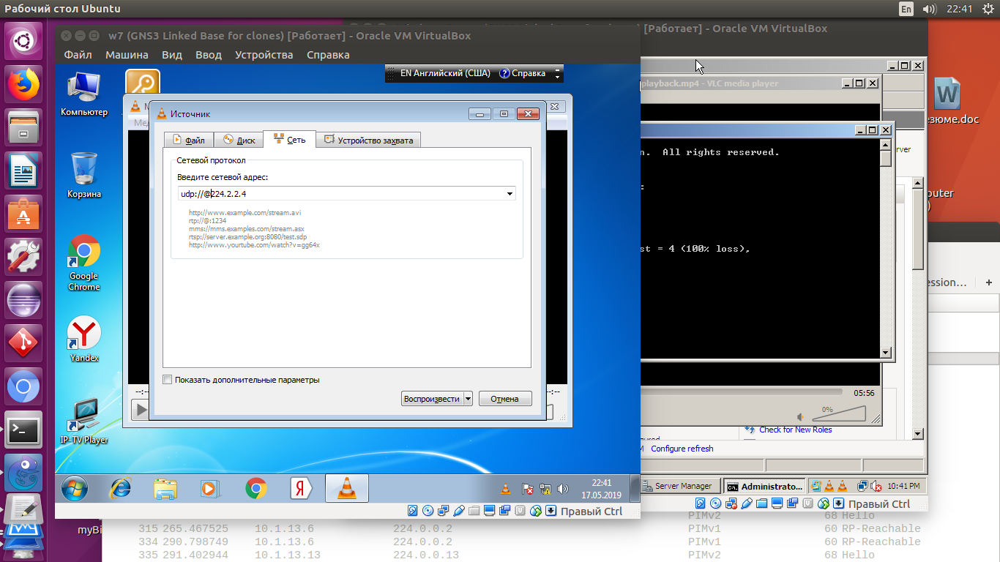 Рабочий стол Ubuntu
En
22:41
w7 (GNS3 Linked Base for clones) [Работает] - Oracle VM VirtualBox
) [Работает] - Oracle VM VirtualBox
Файл Машина Вид Ввод Устройства Справка
EN Английский (США) Справка
Компьютер
Корзина
Google
Chrome
Yandex
IP-TV Player
Источник
Файл Диск Сеть Устройство захвата
Сетевой протокол
Введите сетевой адрес:
udp://@224.2.2.4
http://www.example.com/stream.avi
rtp://@:1234
mms://mms.examples.com/stream.asx
rtsp://server.example.org:8080/test.sdp
http://www.yourtube.com/watch?v=gg64x
Показать дополнительные параметры
Воспроизвести Отмена
--:--
22:41
17.05.2019
Правый Ctrl
playback.mp4 - VLC media player
n. All rights reserved.
:
st = 4 (100% loss),
05:56
0%
Check for New Roles
Configure refresh
Server Manager Administrato... 10:41 PM
Правый Ctrl
езюме.doc
erver
outer
)
ession... +
myBi
PIMv2 68 Hello
315 265.467525 10.1.13.6 224.0.0.2 PIMv1 60 RP-Reachable
334 290.798749 10.1.13.6 224.0.0.2 PIMv1 60 RP-Reachable
335 291.402944 10.1.13.13 224.0.0.13 PIMv2 68 Hello